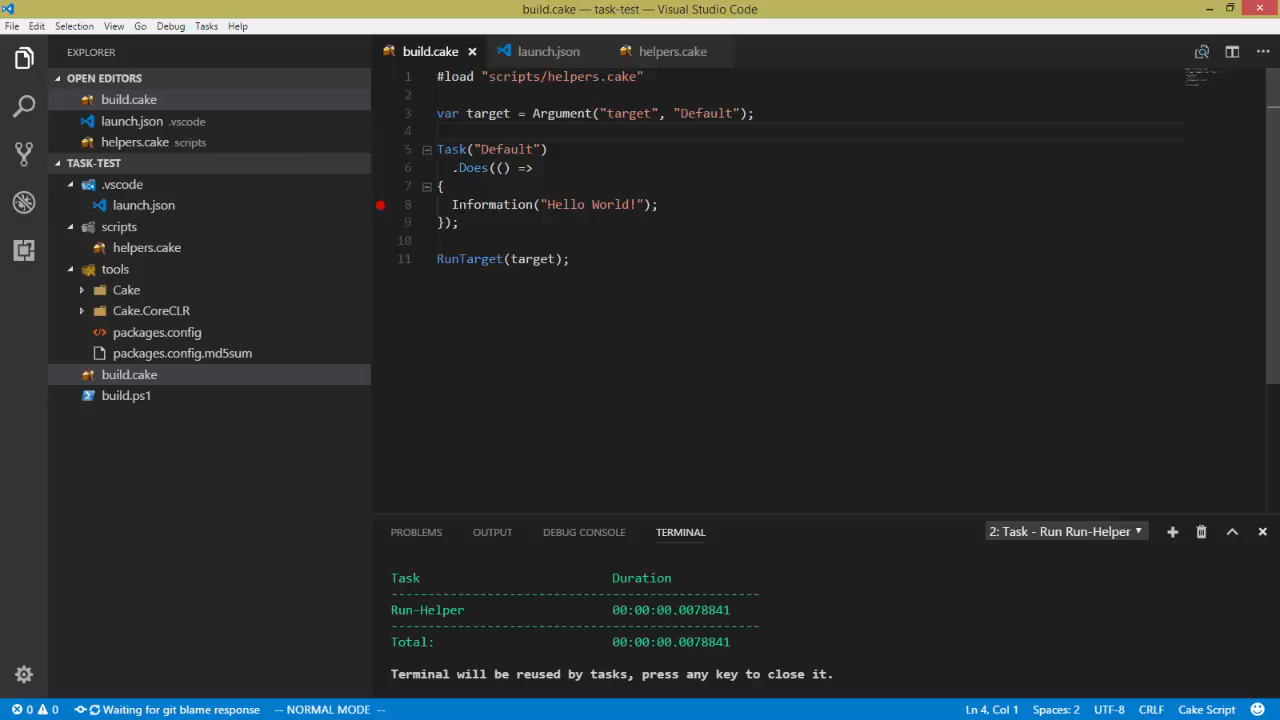 build.cake — task-test — Visual Studio Code
File Edit Selection View Go Debug Tasks Help
EXPLORER
OPEN EDITORS
build.cake
launch.json .vscode
helpers.cake scripts
TASK-TEST
.vscode
launch.json
scripts
helpers.cake
tools
Cake
Cake.CoreCLR
packages.config
packages.config.md5sum
build.cake
build.ps1
build.cake launch.json helpers.cake
1 #load "scripts/helpers.cake"
2
3 var target = Argument("target", "Default");
4
5 Task("Default")
6 .Does(() =>
7 {
8 Information("Hello World!");
9 });
10
11 RunTarget(target);
PROBLEMS OUTPUT DEBUG CONSOLE TERMINAL 2: Task - Run Run-Helper
Task Duration
--------------------------------------------------
Run-Helper 00:00:00.0078841
--------------------------------------------------
Total: 00:00:00.0078841
Terminal will be reused by tasks, press any key to close it.
0 0 Waiting for git blame response -- NORMAL MODE -- Ln 4, Col 1 Spaces: 2 UTF-8 CRLF Cake Script